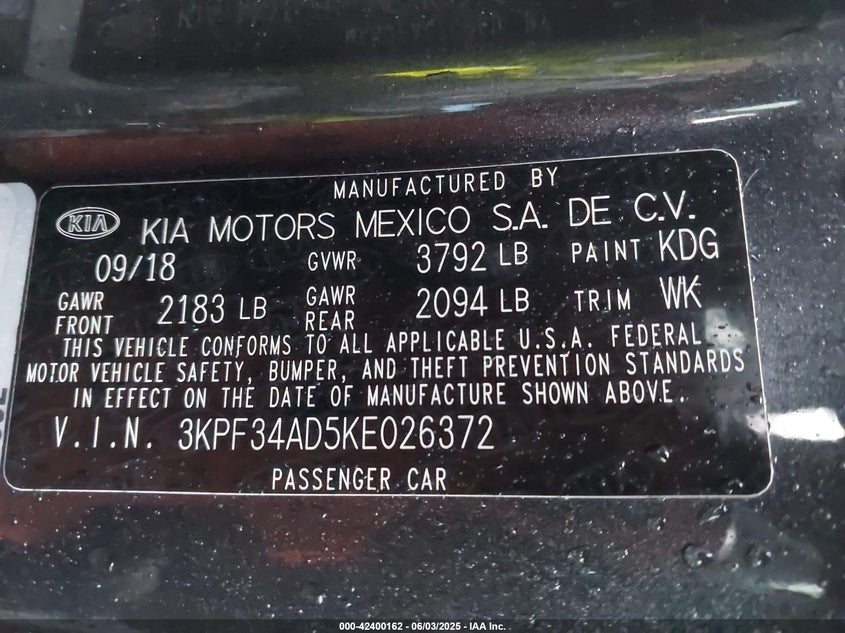 MANUFACTURED BY
KIA KIA MOTORS MEXICO S.A. DE C.V.
09/18 GVWR 3792 LB PAINT KDG
GAWR FRONT 2183 LB GAWR REAR 2094 LB TRIM WK
THIS VEHICLE CONFORMS TO ALL APPLICABLE U.S.A. FEDERAL
MOTOR VEHICLE SAFETY, BUMPER, AND THEFT PREVENTION STANDARDS
IN EFFECT ON THE DATE OF MANUFACTURE SHOWN ABOVE.
V.I.N. 3KPF34AD5KE026372
PASSENGER CAR
000-42400162 - 06/03/2025 - IAA Inc.